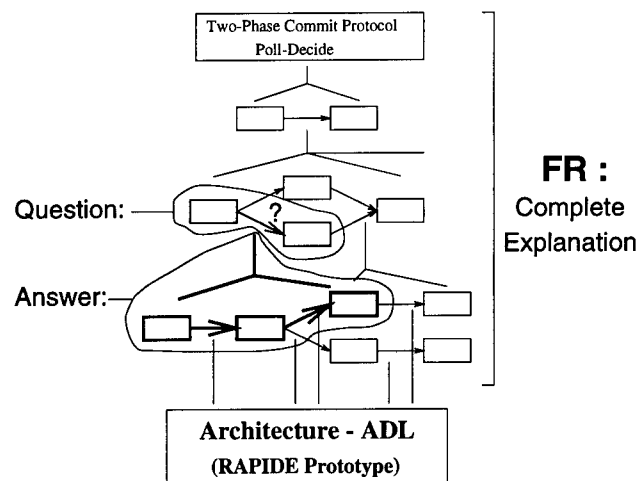 Two-Phase Commit Protocol
Poll-Decide
FR :
Complete
Explanation
Question:
?
Answer:
Architecture - ADL
(RAPIDE Prototype)